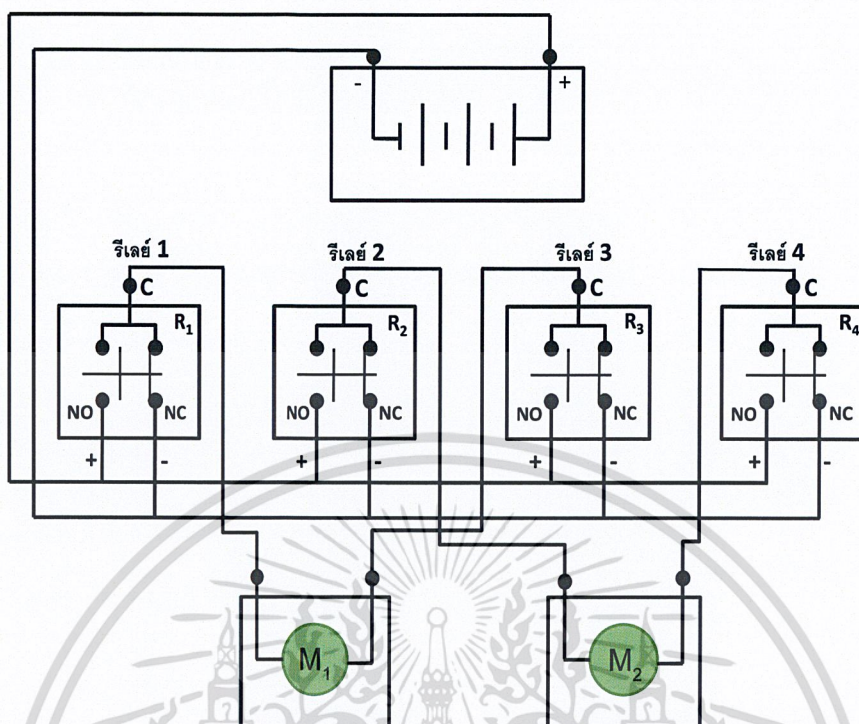 - +
รีเลย์ 1 รีเลย์ 2 รีเลย์ 3 รีเลย์ 4
C C C C
R1 R2 R3 R4
NO NC NO NC NO NC NO NC
+ - + - + - + -
M1 M2